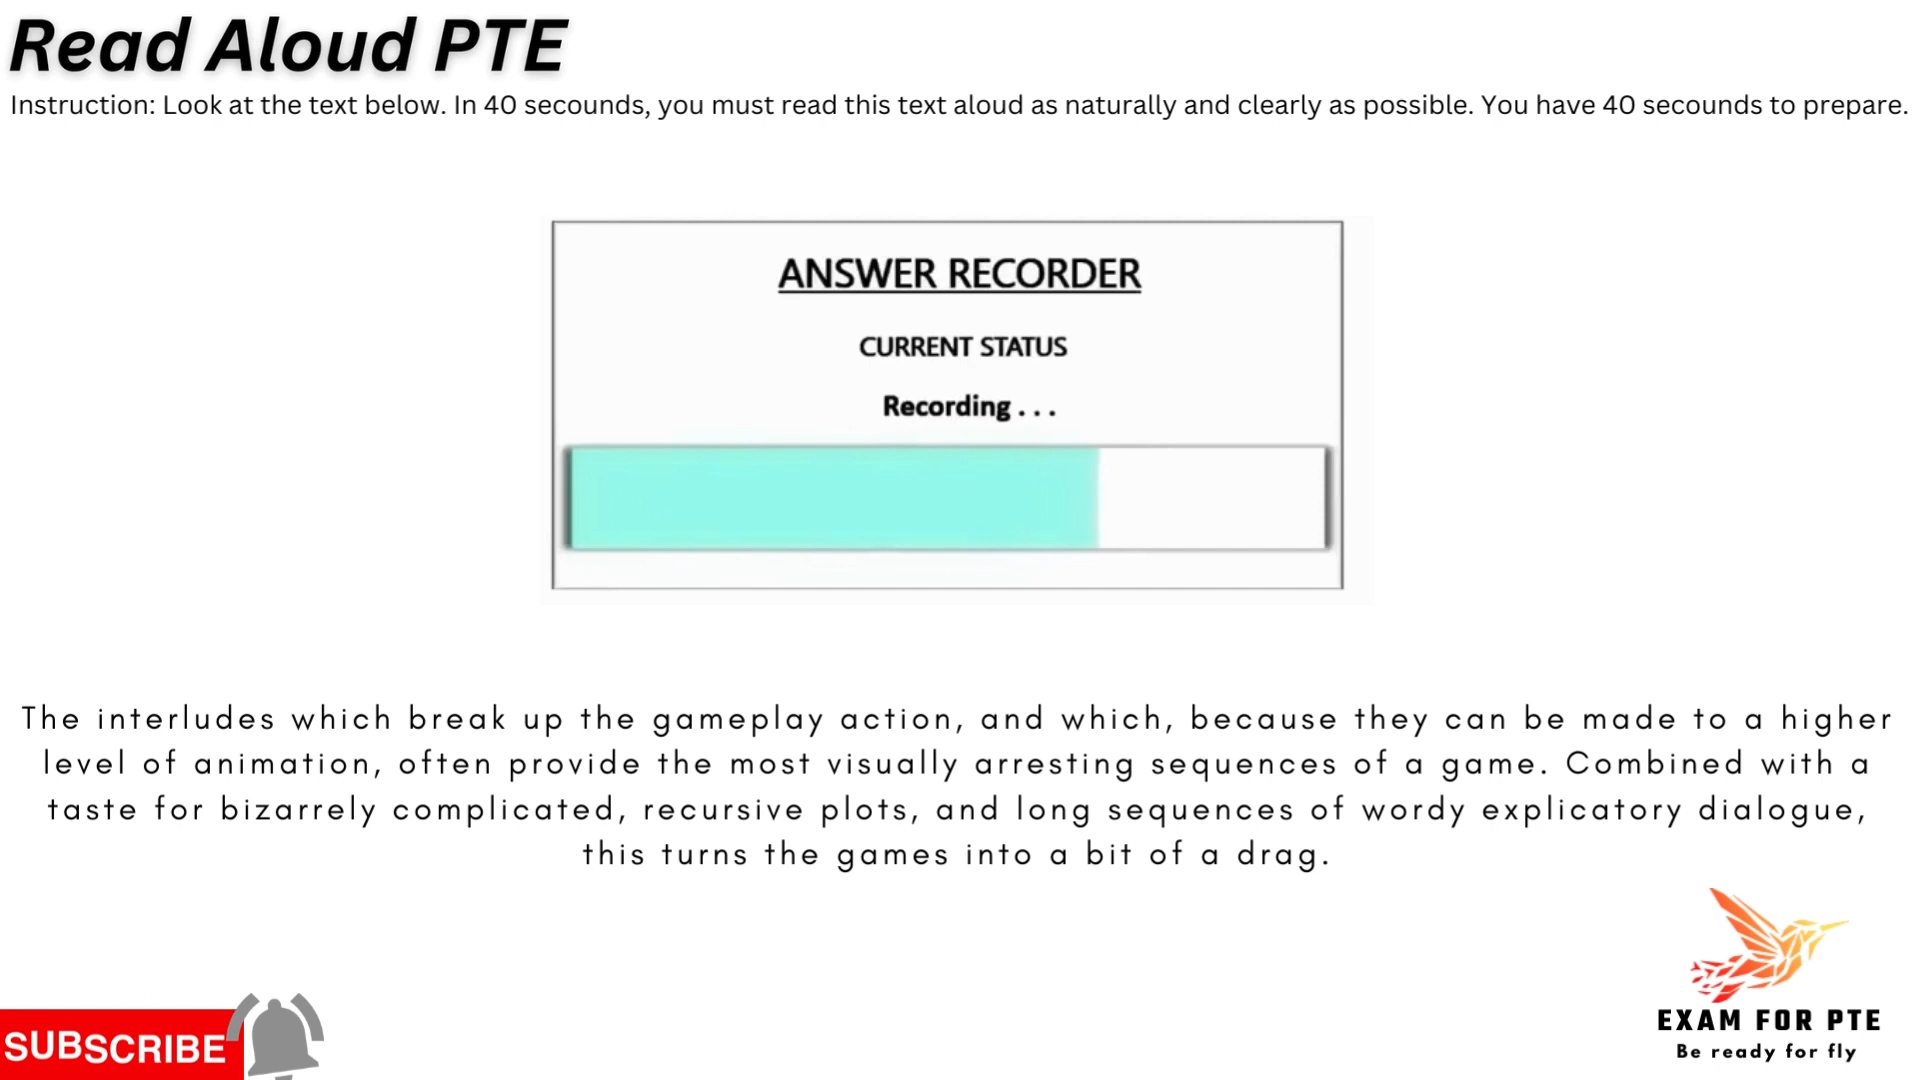 Read Aloud PTE
Instruction: Look at the text below. In 40 secounds, you must read this text aloud as naturally and clearly as possible. You have 40 secounds to prepare.
ANSWER RECORDER
CURRENT STATUS
Recording . . .
The interludes which break up the gameplay action, and which, because they can be made to a higher
level of animation, often provide the most visually arresting sequences of a game. Combined with a
taste for bizarrely complicated, recursive plots, and long sequences of wordy explicatory dialogue,
this turns the games into a bit of a drag.
SUBSCRIBE
EXAM FOR PTE
Be ready for fly